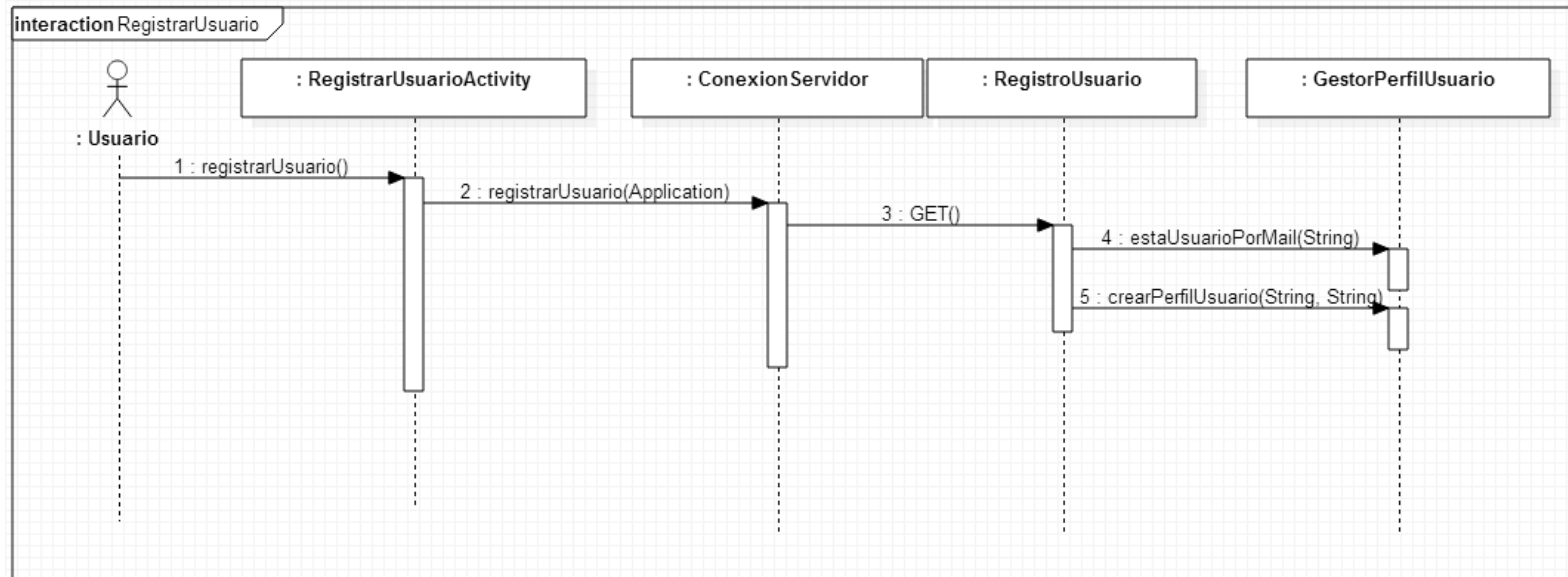 interaction RegistrarUsuario
: Usuario
: RegistrarUsuarioActivity
: ConexionServidor
: RegistroUsuario
: GestorPerfilUsuario
1 : registrarUsuario()
2 : registrarUsuario(Application)
3 : GET()
4 : estaUsuarioPorMail(String)
5 : crearPerfilUsuario(String, String)